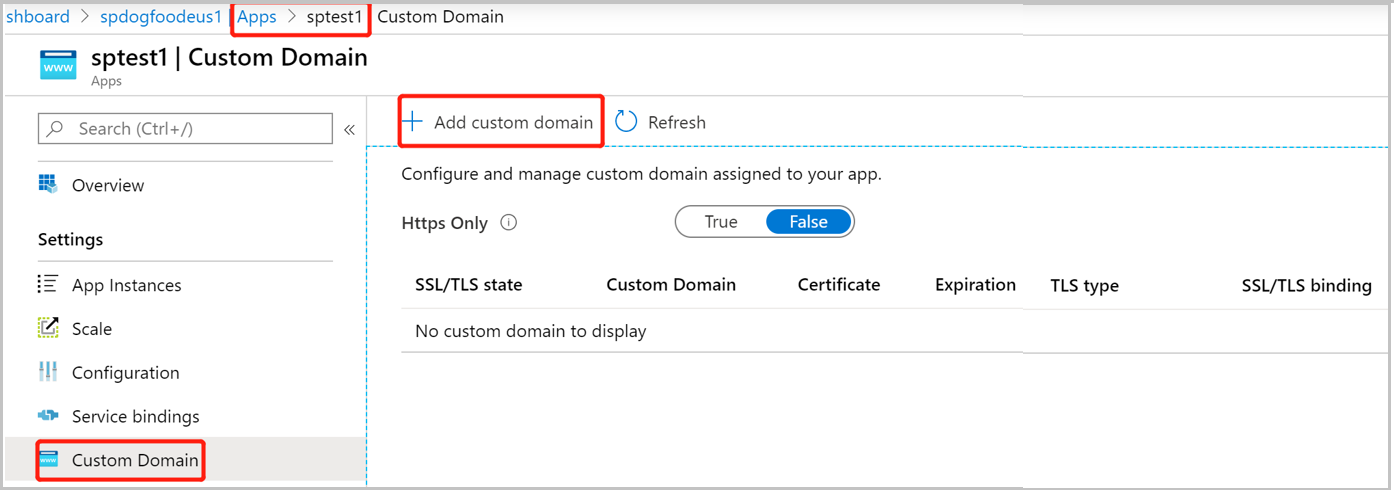 shboard > spdogfoodeus1 | Apps > sptest1 Custom Domain
sptest1 | Custom Domain
Apps
Search (Ctrl+/)
«
Overview
Settings
App Instances
Scale
Configuration
Service bindings
Custom Domain
Add custom domain
Refresh
Configure and manage custom domain assigned to your app.
Https Only
True False
SSL/TLS state Custom Domain Certificate Expiration TLS type SSL/TLS binding
No custom domain to display